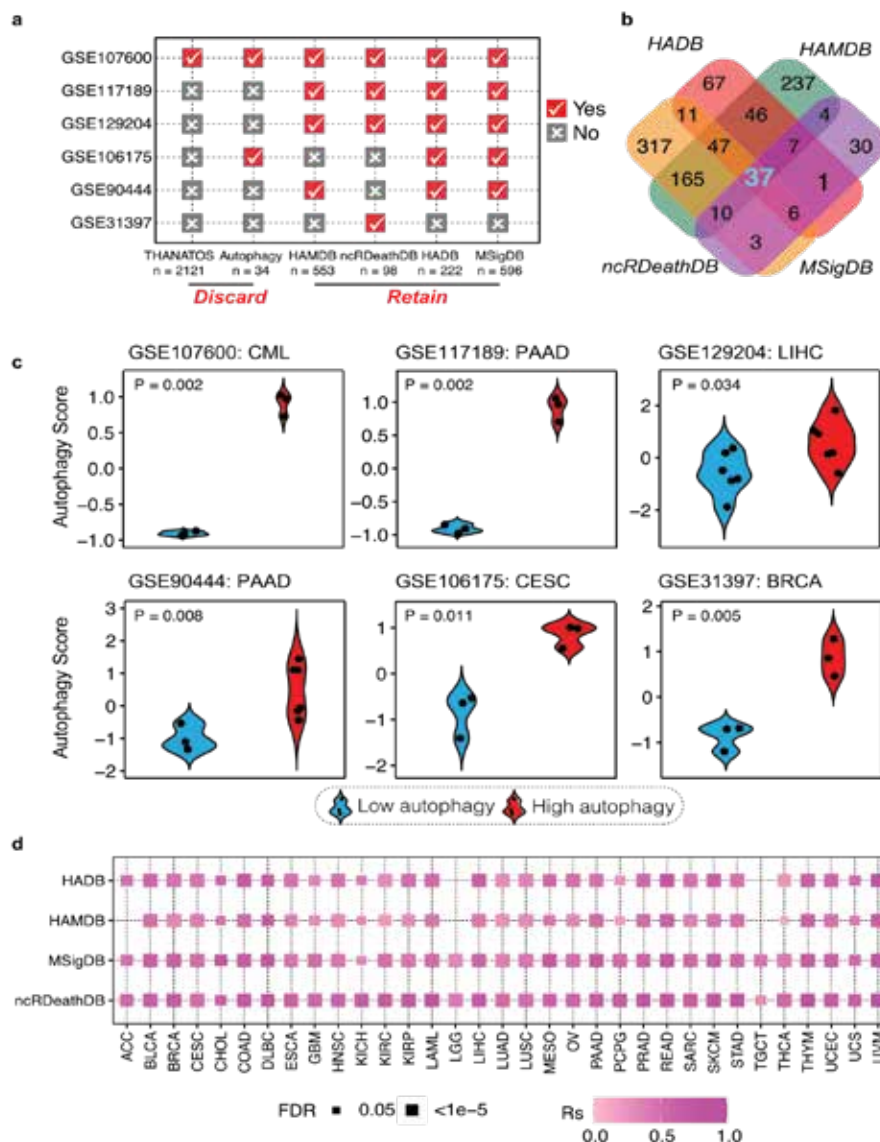 a
GSE107600
GSE117189
GSE129204
GSE106175
GSE90444
GSE31397
Yes
No
THANATOS Autophagy HAMDB ncRDeathDB HADB MSigDB
n = 2121 n = 34 n = 553 n = 98 n = 222 n = 596
Discard Retain
b
HADB HAMDB
67 237
11 46 4
317 47 7 30
165 37 1
10 6
3
ncRDeathDB MSigDB
c
GSE107600: CML GSE117189: PAAD GSE129204: LIHC
P = 0.002 P = 0.002 P = 0.034
Autophagy Score
1.0 1.0 2
0.5 0.5
0.0 0.0 0
−0.5 −0.5
−1.0 −1.0 −2
GSE90444: PAAD GSE106175: CESC GSE31397: BRCA
P = 0.008 P = 0.011 P = 0.005
Autophagy Score
3 2
2 1 1
1 0
0 −1 0
−1 −1
−2 −2
Low autophagy High autophagy
d
HADB
HAMDB
MSigDB
ncRDeathDB
ACC BLCA BRCA CESC CHOL COAD DLBC ESCA GBM HNSC KICH KIRC KIRP LAML LGG LIHC LUAD LUSC MESO OV PAAD PCPG PRAD READ SARC SKCM STAD TGCT THCA THYM UCEC UCS UVM
FDR 0.05 <1e−5 Rs
0.0 0.5 1.0